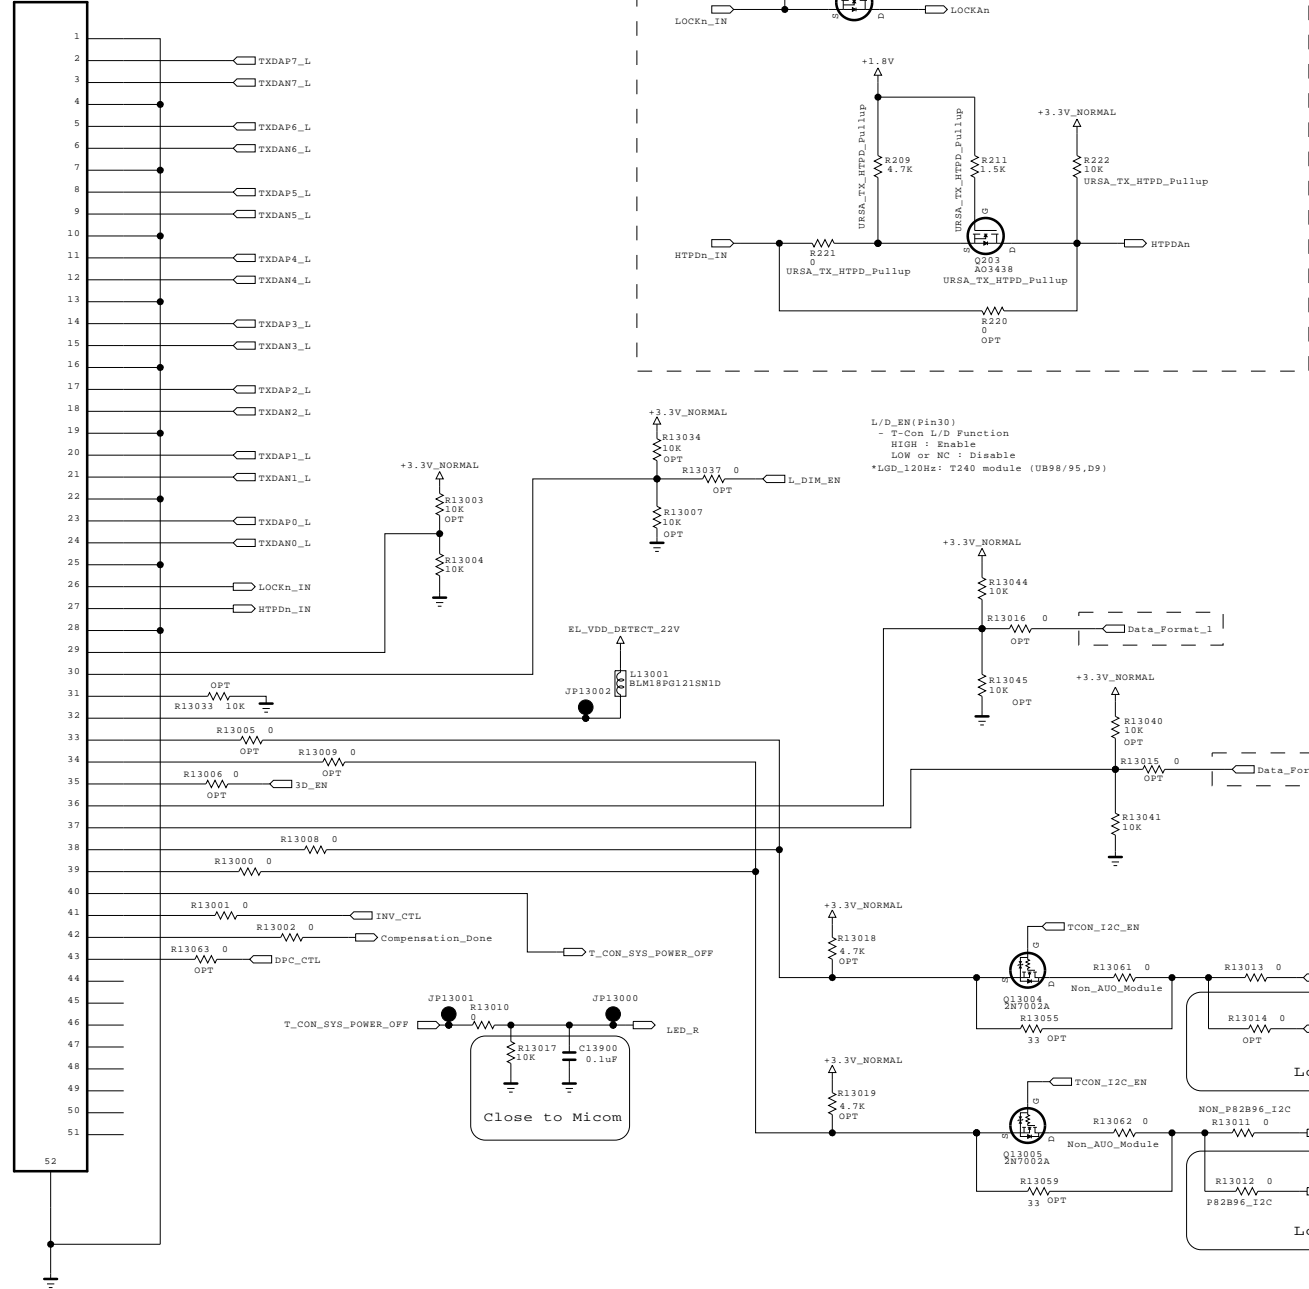 LOCKn_IN
S
D
LOCKAn
+1.8V
+3.3V_NORMAL
URSA_TX_HTPD_Pullup
R209
4.7K
URSA_TX_HTPD_Pullup
R211
1.5K
R222
10K
URSA_TX_HTPD_Pullup
G
S
D
HTPDn_IN
R221
0
URSA_TX_HTPD_Pullup
Q203
AO3438
URSA_TX_HTPD_Pullup
HTPDAn
R220
0
OPT
1
2
TXDAP7_L
3
TXDAN7_L
4
5
TXDAP6_L
6
TXDAN6_L
7
8
TXDAP5_L
9
TXDAN5_L
10
11
TXDAP4_L
12
TXDAN4_L
13
14
TXDAP3_L
15
TXDAN3_L
16
17
TXDAP2_L
18
TXDAN2_L
19
20
TXDAP1_L
21
TXDAN1_L
22
23
TXDAP0_L
24
TXDAN0_L
25
26
LOCKn_IN
27
HTPDn_IN
28
29
30
31
32
33
34
35
36
37
38
39
40
41
42
43
44
45
46
47
48
49
50
51
52
+3.3V_NORMAL
R13003
10K
OPT
R13004
10K
+3.3V_NORMAL
R13034
10K
OPT
R13037 0
OPT
L_DIM_EN
R13007
10K
OPT
L/D_EN(Pin30)
- T-Con L/D Function
HIGH : Enable
LOW or NC : Disable
*LGD_120Hz: T240 module (UB98/95,D9)
+3.3V_NORMAL
R13044
10K
R13016 0
OPT
Data_Format_1
R13045
10K
OPT
+3.3V_NORMAL
R13040
10K
OPT
R13015 0
OPT
Data_For
R13041
10K
EL_VDD_DETECT_22V
L13001
BLM18PG121SN1D
JP13002
OPT
R13033 10K
R13005 0
OPT
R13009 0
OPT
R13006 0
OPT
3D_EN
R13008 0
R13000 0
R13001 0
INV_CTL
R13002 0
Compensation_Done
R13063 0
OPT
DPC_CTL
T_CON_SYS_POWER_OFF
JP13001
R13010
0
JP13000
T_CON_SYS_POWER_OFF
LED_R
R13017
10K
C13900
0.1uF
Close to Micom
+3.3V_NORMAL
R13018
4.7K
OPT
TCON_I2C_EN
G
S
D
Q13004
2N7002A
R13061 0
Non_AUO_Module
R13055
33 OPT
R13013 0
R13014 0
OPT
+3.3V_NORMAL
R13019
4.7K
OPT
TCON_I2C_EN
G
S
D
Q13005
2N7002A
R13062 0
Non_AUO_Module
R13059
33 OPT
NON_P82B96_I2C
R13011 0
R13012 0
P82B96_I2C